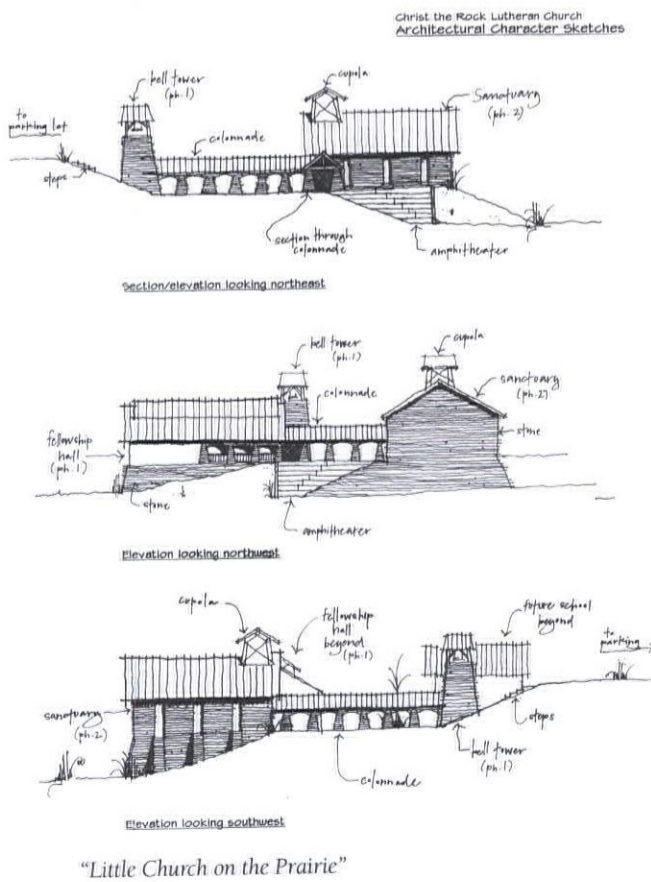 Christ the Rock Lutheran Church
Architectural Character Sketches
bell tower
(ph.1)
cupola
Sanctuary
(ph.2)
to
parking lot
colonnade
steps
section through
colonnade
amphitheater
Section/elevation looking northeast
bell tower
(ph.1)
cupola
colonnade
sanctuary
(ph.2)
stone
fellowship
hall
(ph.1)
stone
amphitheater
Elevation looking northwest
cupola
fellowship
hall
beyond
(ph.1)
future school
beyond
to
parking
sanctuary
(ph.2)
steps
bell tower
(ph.1)
colonnade
Elevation looking southwest
"Little Church on the Prairie"